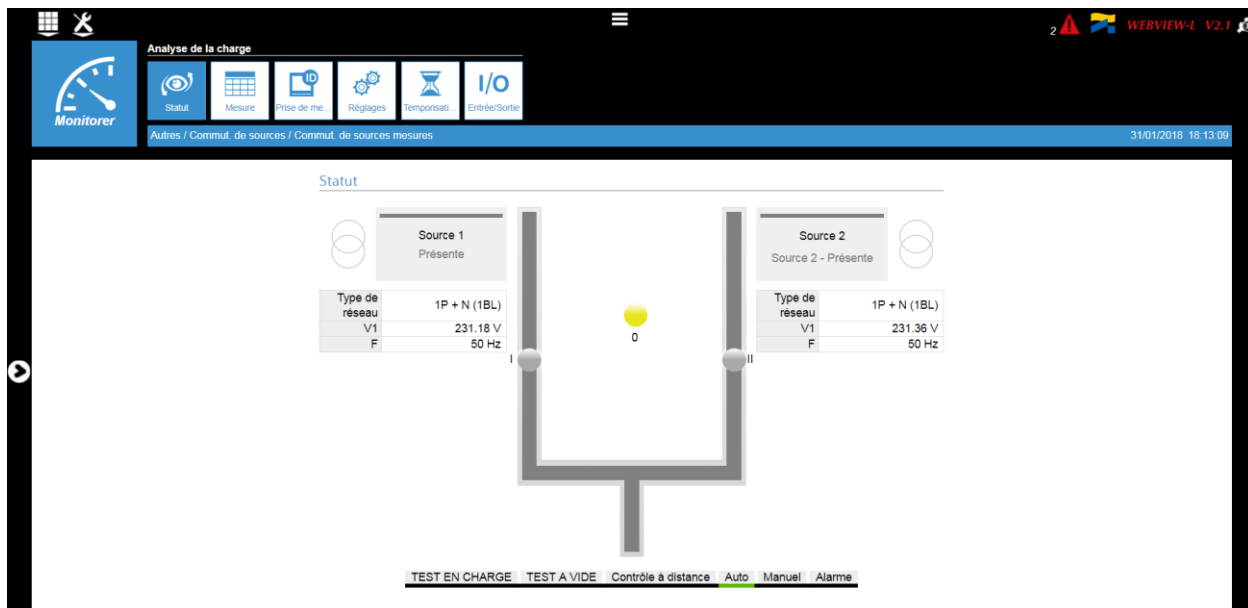 2 WEBVIEW-L V2.1
Analyse de la charge
Monitorer
Statut
Mesure
ID
Prise de me...
Réglages
Temporisati...
I/O
Entrée/Sortie
Autres / Commut. de sources / Commut. de sources mesures
31/01/2018 18:13:09
Statut
Source 1
Présente
Source 2
Source 2 - Présente
Type de
réseau
1P + N (1BL)
V1 231.18 V
F 50 Hz
0
Type de
réseau
1P + N (1BL)
V1 231.36 V
F 50 Hz
I
II
TEST EN CHARGE TEST A VIDE Contrôle à distance Auto Manuel Alarme